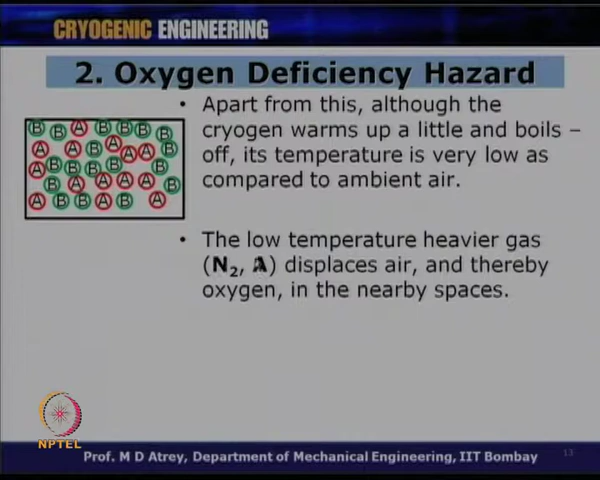 CRYOGENIC ENGINEERING
2. Oxygen Deficiency Hazard
• Apart from this, although the
cryogen warms up a little and boils –
off, its temperature is very low as
compared to ambient air.
• The low temperature heavier gas
(N2, A) displaces air, and thereby
oxygen, in the nearby spaces.
B B A B B B B
A A B A A A B
A B B B B B
B A A A A B
A B B A B A
NPTEL
Prof. M D Atrey, Department of Mechanical Engineering, IIT Bombay
13